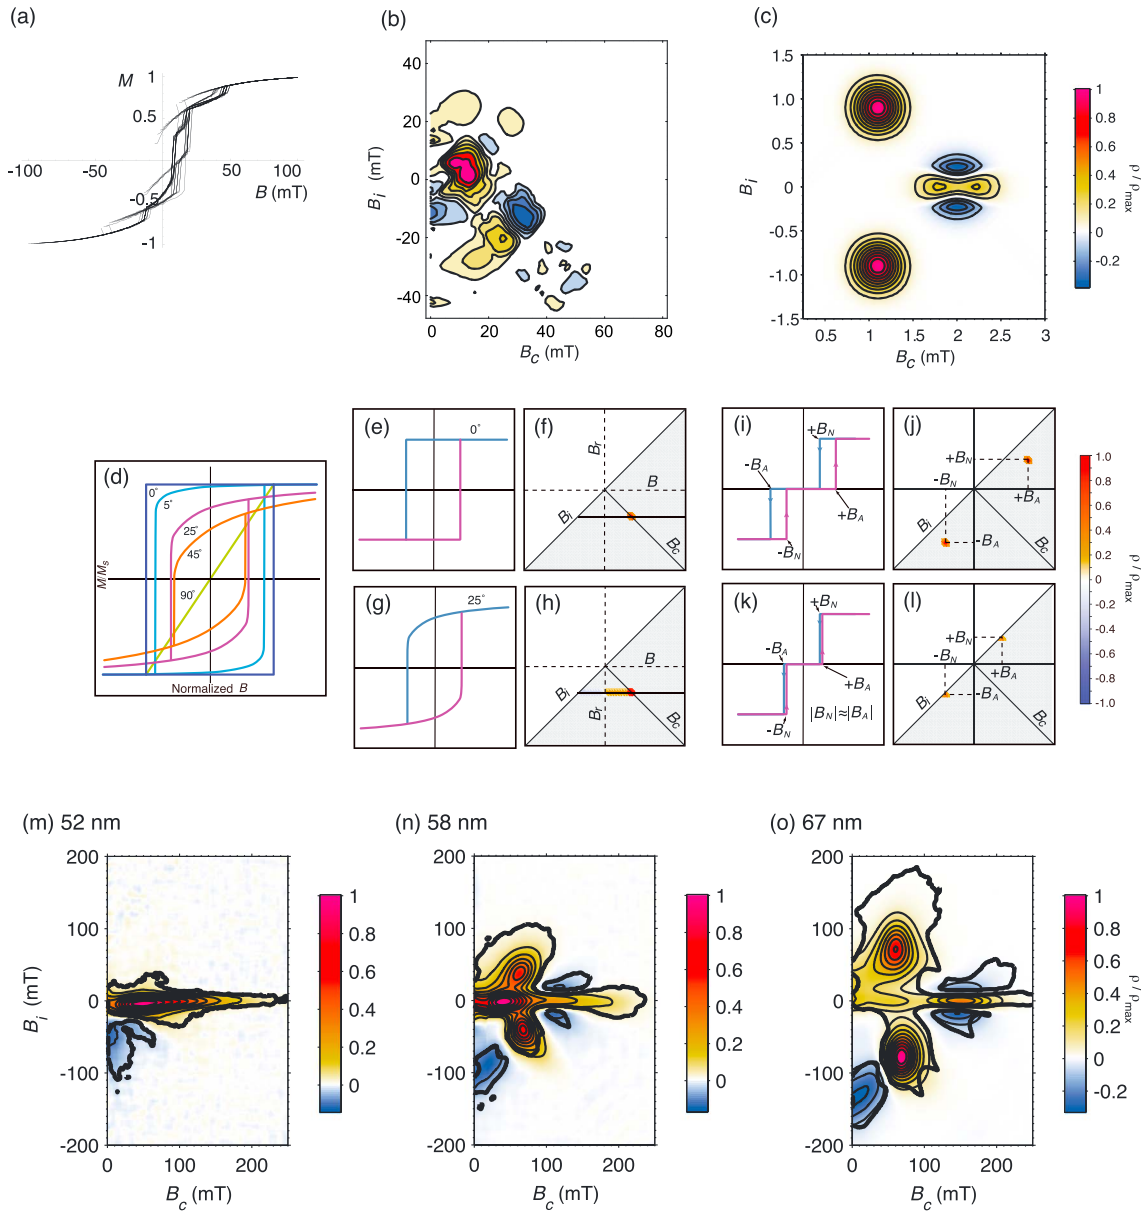 (a)
M
1
0.5
-100
-50
50
100
B (mT)
-0.5
-1
(b)
B_i (mT)
40
20
0
-20
-40
0
20
40
60
80
B_c (mT)
(c)
B_i
1.5
1.0
0.5
0
-0.5
-1.0
-1.5
0.5
1
1.5
2
2.5
3
B_c (mT)
1
0.8
0.6
0.4
0.2
0
-0.2
ρ / ρ_max
(d)
0°
5°
25°
45°
90°
M/M_s
Normalized B
(e)
0°
(f)
B_r
B
B_i
B_c
(g)
25°
(h)
B
B_i
B_r
B_c
(i)
+B_N
-B_A
+B_A
-B_N
(j)
+B_N
-B_N
+B_A
B_i
-B_A
B_c
(k)
+B_N
-B_A
+B_A
-B_N
|B_N|≈|B_A|
(l)
+B_N
-B_N
+B_A
B_i
-B_A
B_c
1.0
0.8
0.6
0.4
0.2
0.0
-0.2
-0.4
-0.6
-0.8
-1.0
ρ / ρ_max
(m) 52 nm
B_i (mT)
200
100
0
-100
-200
0
100
200
B_c (mT)
1
0.8
0.6
0.4
0.2
0
(n) 58 nm
200
100
0
-100
-200
0
100
200
B_c (mT)
1
0.8
0.6
0.4
0.2
0
(o) 67 nm
200
100
0
-100
-200
0
100
200
B_c (mT)
1
0.8
0.6
0.4
0.2
0
-0.2
ρ / ρ_max